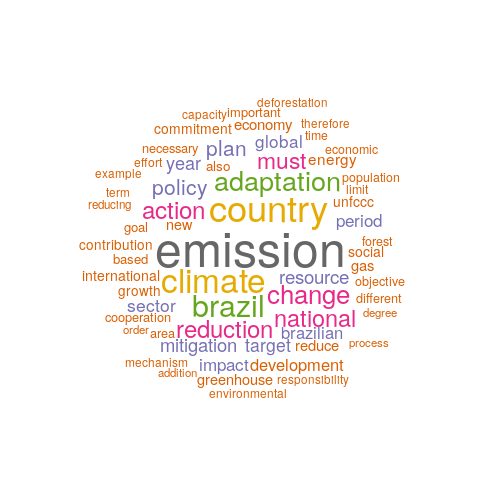 deforestation
capacity important
commitment economy therefore
time
necessary plan global economic
effort year also must energy
example policy adaptation population
term limit
reducing action country unfccc
goal new period
contribution emission forest
based social
international climate resource gas
growth brazil change objective
sector different
cooperation national degree
order area reduction brazilian
mitigation target reduce process
mechanism impact development
addition
greenhouse responsibility
environmental